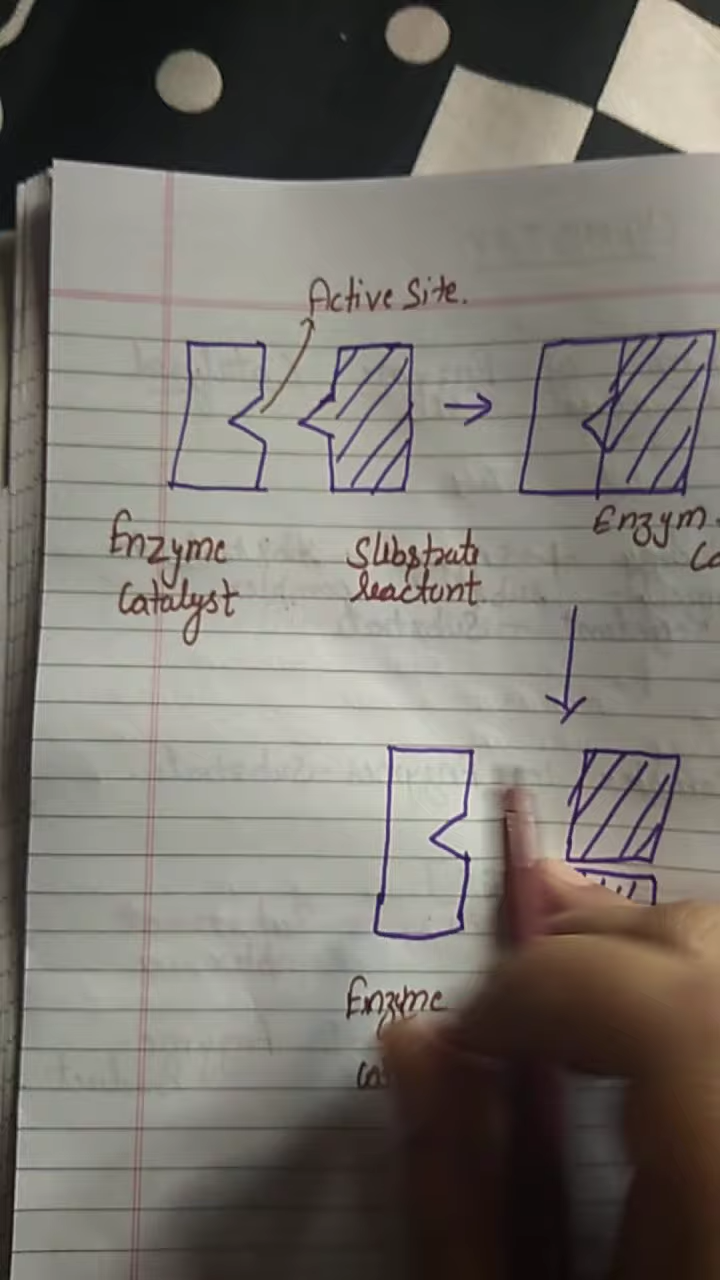 Active Site.
Enzyme
Catalyst
Substrate
reactant
Enzym
Enzyme